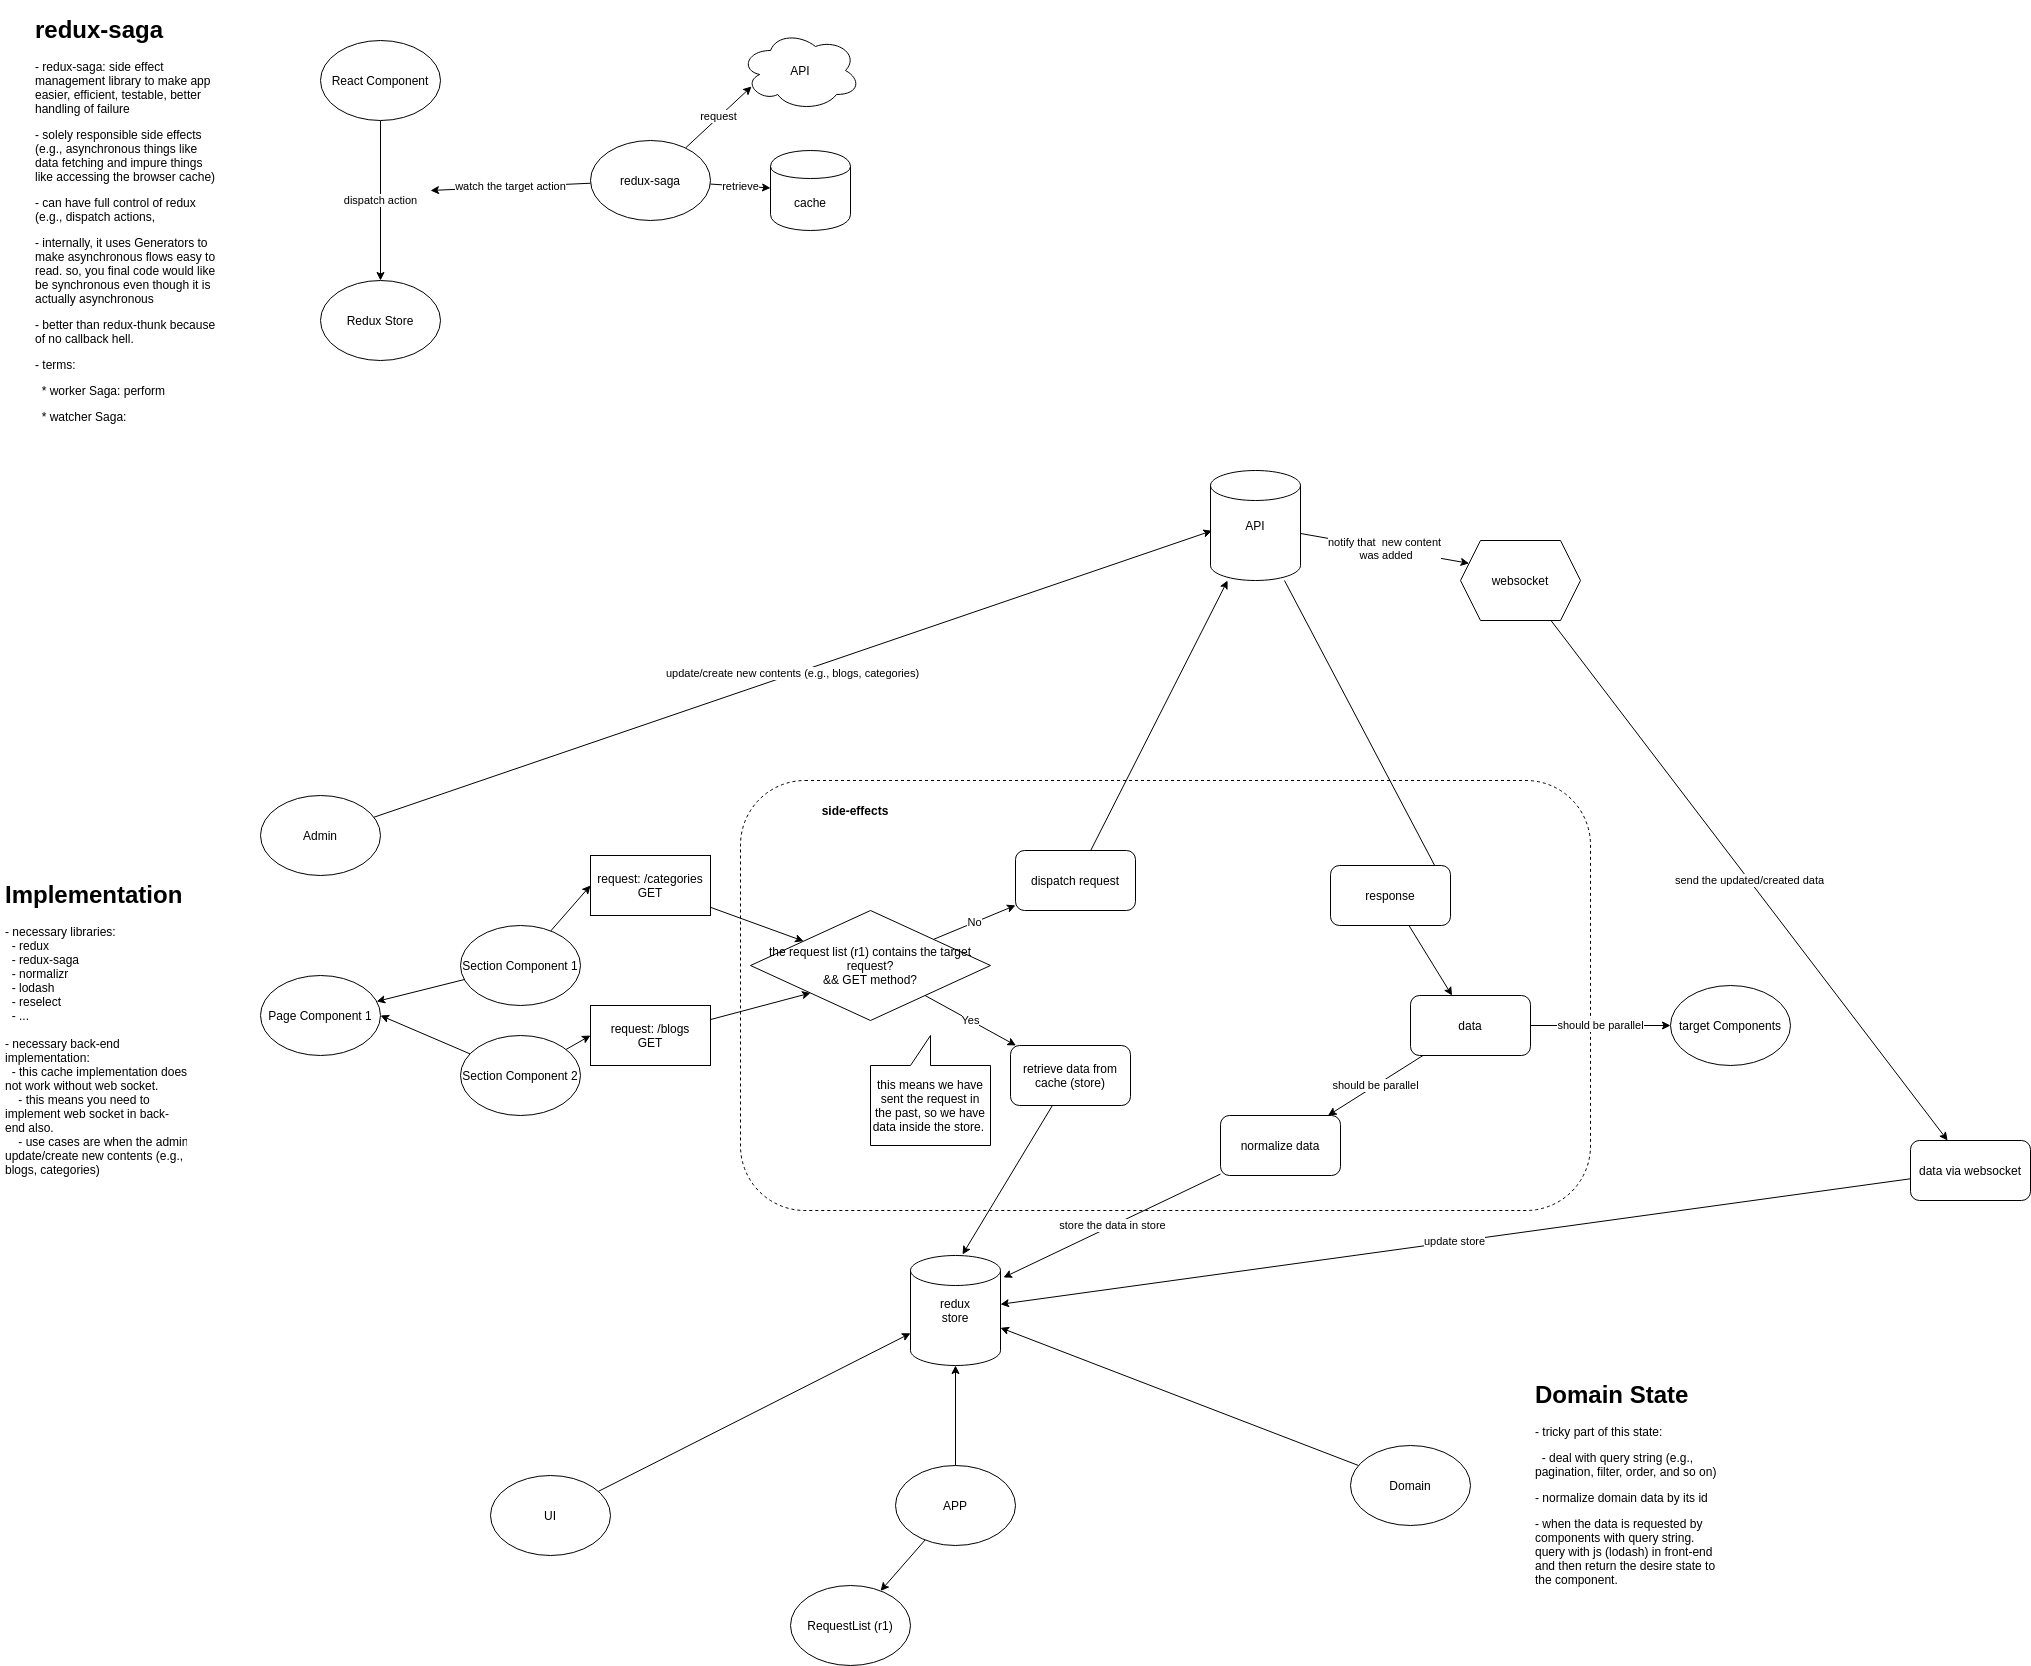 redux-saga
- redux-saga: side effect
management library to make app
easier, efficient, testable, better
handling of failure
- solely responsible side effects
(e.g., asynchronous things like
data fetching and impure things
like accessing the browser cache)
- can have full control of redux
(e.g., dispatch actions,
- internally, it uses Generators to
make asynchronous flows easy to
read. so, you final code would like
be synchronous even though it is
actually asynchronous
- better than redux-thunk because
of no callback hell.
- terms:
* worker Saga: perform
* watcher Saga:
React Component
dispatch action
Redux Store
watch the target action
redux-saga
request
API
retrieve
cache
API
notify that  new content
was added
websocket
update/create new contents (e.g., blogs, categories)
Admin
send the updated/created data
side-effects
Implementation
- necessary libraries:
- redux
- redux-saga
- normalizr
- lodash
- reselect
- ...
- necessary back-end
implementation:
- this cache implementation does
not work without web socket.
- this means you need to
implement web socket in back-
end also.
- use cases are when the admin
update/create new contents (e.g.,
blogs, categories)
Page Component 1
Section Component 1
Section Component 2
request: /categories
GET
request: /blogs
GET
the request list (r1) contains the target
request?
&& GET method?
No
Yes
dispatch request
retrieve data from
cache (store)
this means we have
sent the request in
the past, so we have
data inside the store.
response
data
should be parallel
target Components
should be parallel
normalize data
data via websocket
store the data in store
update store
redux
store
UI
APP
RequestList (r1)
Domain
Domain State
- tricky part of this state:
- deal with query string (e.g.,
pagination, filter, order, and so on)
- normalize domain data by its id
- when the data is requested by
components with query string.
query with js (lodash) in front-end
and then return the desire state to
the component.